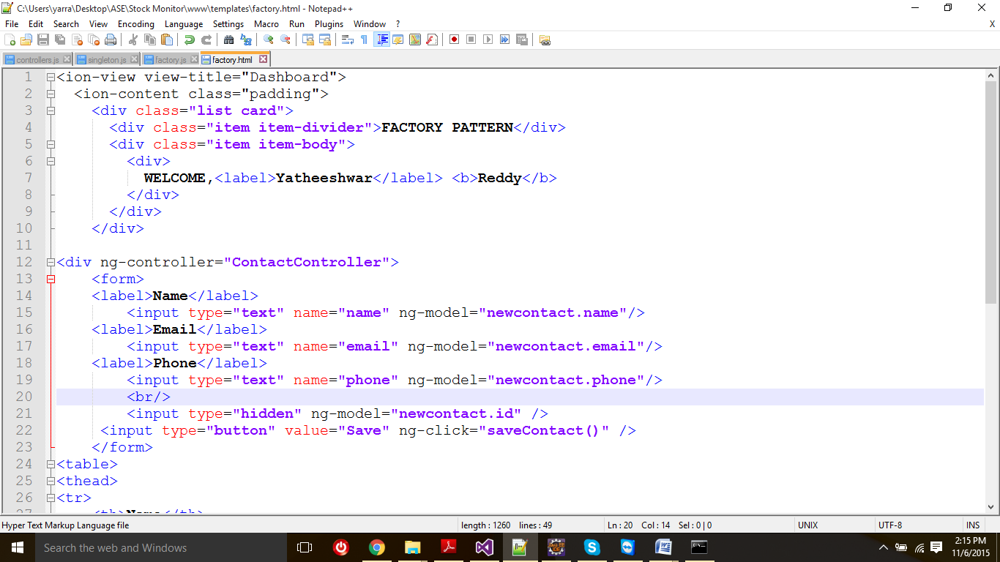 C:\Users\yarra\Desktop\ASE\Stock Monitor\www\templates\factory.html - Notepad++
File Edit Search View Encoding Language Settings Macro Run Plugins Window ? X
controllers.js singleton.js factory.js factory.html
1 <ion-view view-title="Dashboard">
2 <ion-content class="padding">
3 <div class="list card">
4 <div class="item item-divider">FACTORY PATTERN</div>
5 <div class="item item-body">
6 <div>
7 WELCOME,<label>Yatheeshwar</label> <b>Reddy</b>
8 </div>
9 </div>
10 </div>
11
12 <div ng-controller="ContactController">
13 <form>
14 <label>Name</label>
15 <input type="text" name="name" ng-model="newcontact.name"/>
16 <label>Email</label>
17 <input type="text" name="email" ng-model="newcontact.email"/>
18 <label>Phone</label>
19 <input type="text" name="phone" ng-model="newcontact.phone"/>
20 <br/>
21 <input type="hidden" ng-model="newcontact.id" />
22 <input type="button" value="Save" ng-click="saveContact()" />
23 </form>
24 <table>
25 <thead>
26 <tr>
27 <th>Name</th>
Hyper Text Markup Language file length : 1260 lines : 49 Ln : 20 Col : 14 Sel : 0 | 0 UNIX UTF-8 INS
Search the web and Windows
2:15 PM
11/6/2015